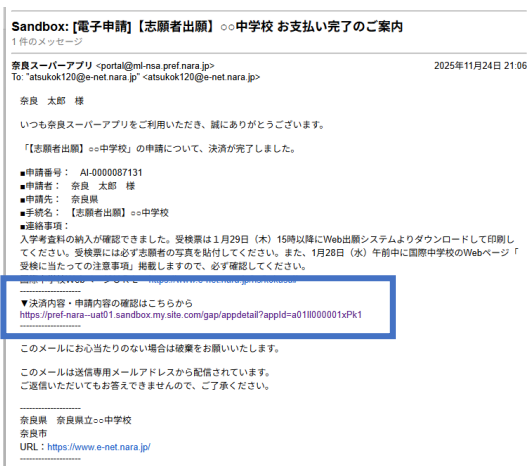 Sandbox: [電子申請]【志願者出願】○○中学校 お支払い完了のご案内
1 件のメッセージ
奈良スーパーアプリ <portal@ml-nsa.pref.nara.jp>
2025年11月24日 21:06
To: "atsukok120@e-net.nara.jp" <atsukok120@e-net.nara.jp>
奈良 太郎 様
いつも奈良スーパーアプリをご利用いただき、誠にありがとうございます。
「【志願者出願】○○中学校」の申請について、決済が完了しました。
■申請番号： AI-0000087131
■申請者： 奈良 太郎 様
■申請先： 奈良県
■手続名： 【志願者出願】○○中学校
■連絡事項：
入学考査料の納入が確認できました。受検票は１月29日（木）15時以降にWeb出願システムよりダウンロードして印刷し
てください。受検票には必ず志願者の写真を貼付してください。また、1月28日（水）午前中に国際中学校のWebページ「
受検に当たっての注意事項」掲載しますので、必ず確認してください。
--------------------
▼決済内容・申請内容の確認はこちらから
https://pref-nara--uat01.sandbox.my.site.com/gap/appdetail?appId=a01II000001xPk1
--------------------
このメールにお心当たりのない場合は破棄をお願いいたします。
このメールは送信専用メールアドレスから配信されています。
ご返信いただいてもお答えできませんので、ご了承ください。
--------------------
奈良県 奈良県立○○中学校
奈良市
URL：https://www.e-net.nara.jp/
--------------------